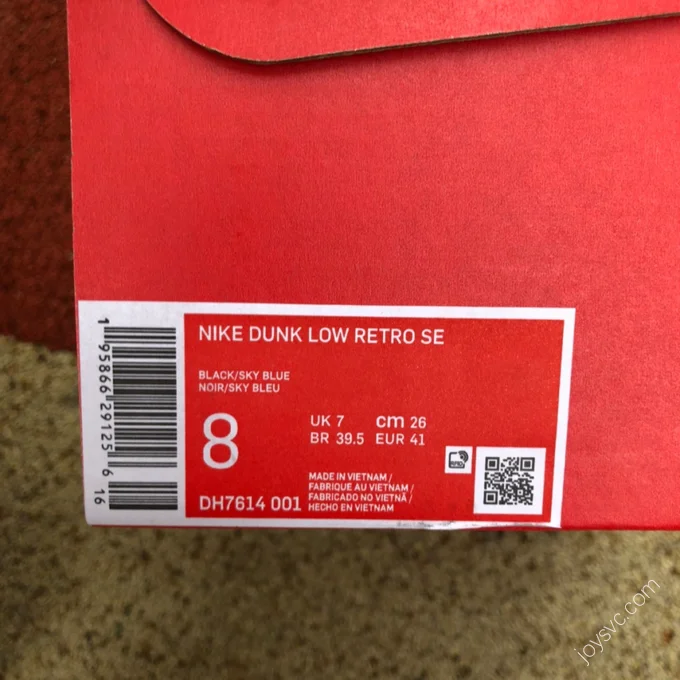 NIKE DUNK LOW RETRO SE
BLACK/SKY BLUE
NOIR/SKY BLEU
8
UK 7 cm 26
BR 39.5 EUR 41
MADE IN VIETNAM /
FABRIQUE AU VIETNAM /
FABRICADO NO VIETNÃ /
HECHO EN VIETNAM
DH7614 001
1 95866 29125 6 16
RFID
joysvc.com